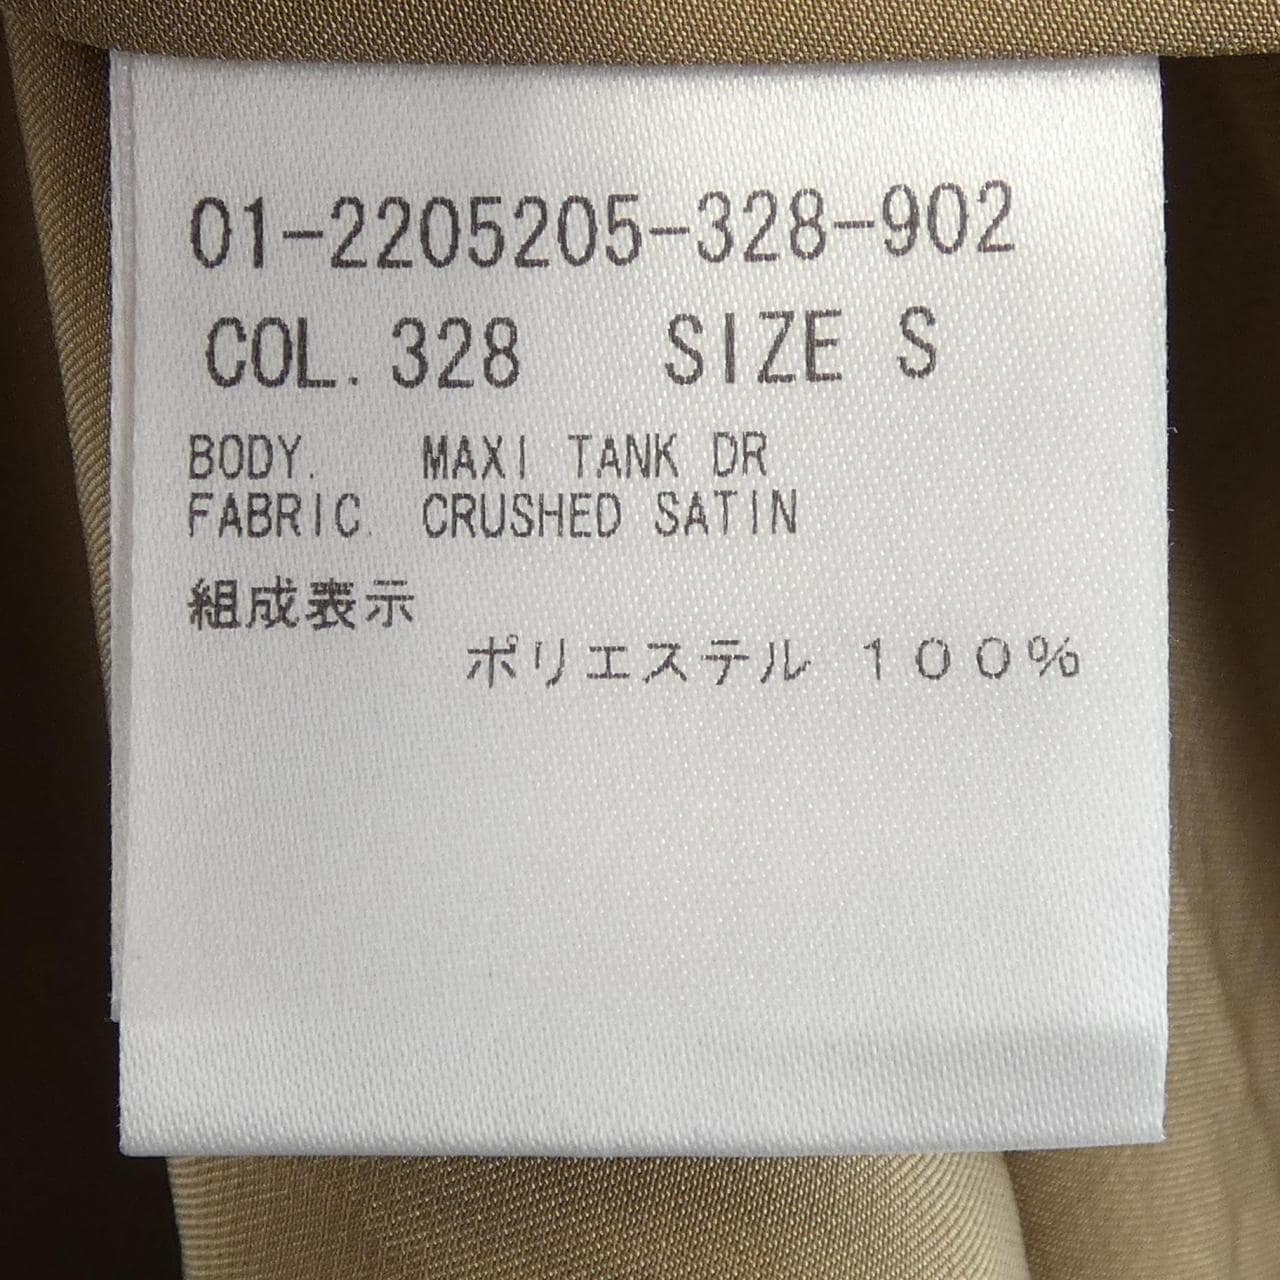 01-2205205-328-902
COL. 328 SIZE S
BODY. MAXI TANK DR
FABRIC. CRUSHED SATIN
組成表示
ポリエステル 100%